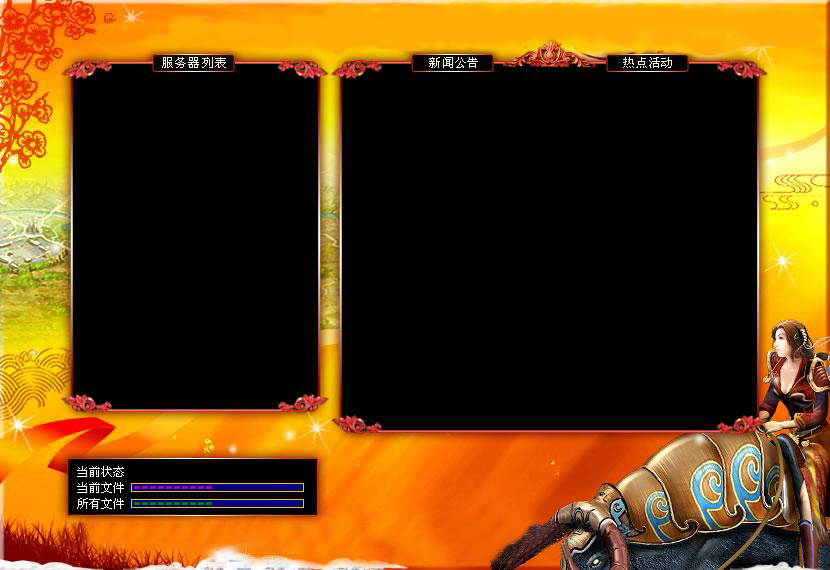 服务器列表
新闻公告
热点活动
当前状态
当前文件
所有文件